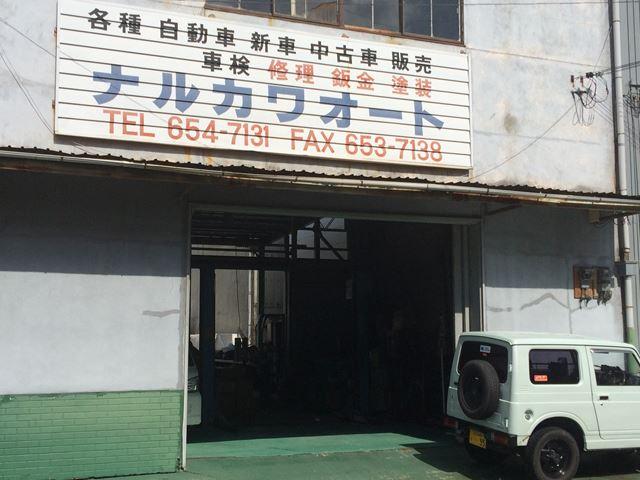 各種 自動車 新車 中古車 販売
車検 修理 鈑金 塗装
ナルカワオート
TEL 654-7131 FAX 653-7138